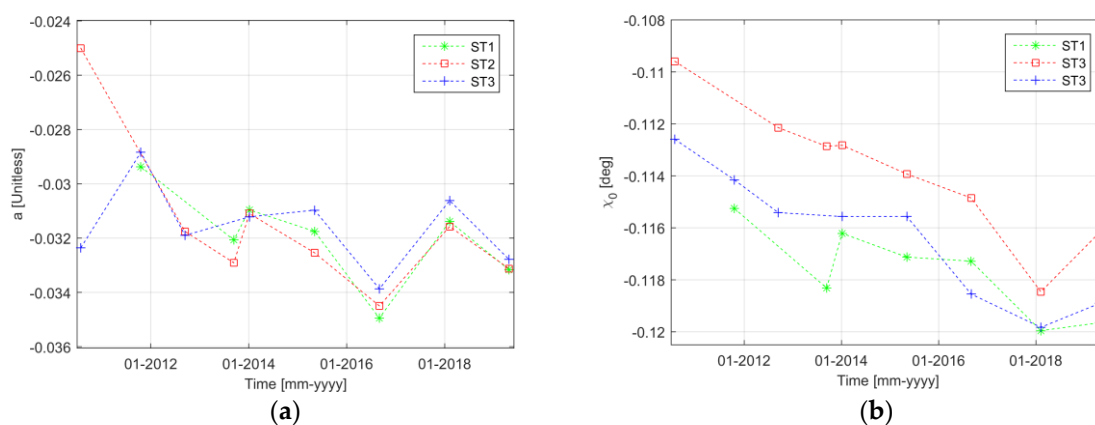 -0.024
-0.026
-0.028
-0.03
-0.032
-0.034
-0.036
a [Unitless]
ST1
ST2
ST3
01-2012 01-2014 01-2016 01-2018
Time [mm-yyyy]
(a)
-0.108
-0.11
-0.112
-0.114
-0.116
-0.118
-0.12
χ0 [deg]
ST1
ST3
ST3
01-2012 01-2014 01-2016 01-2018
Time [mm-yyyy]
(b)